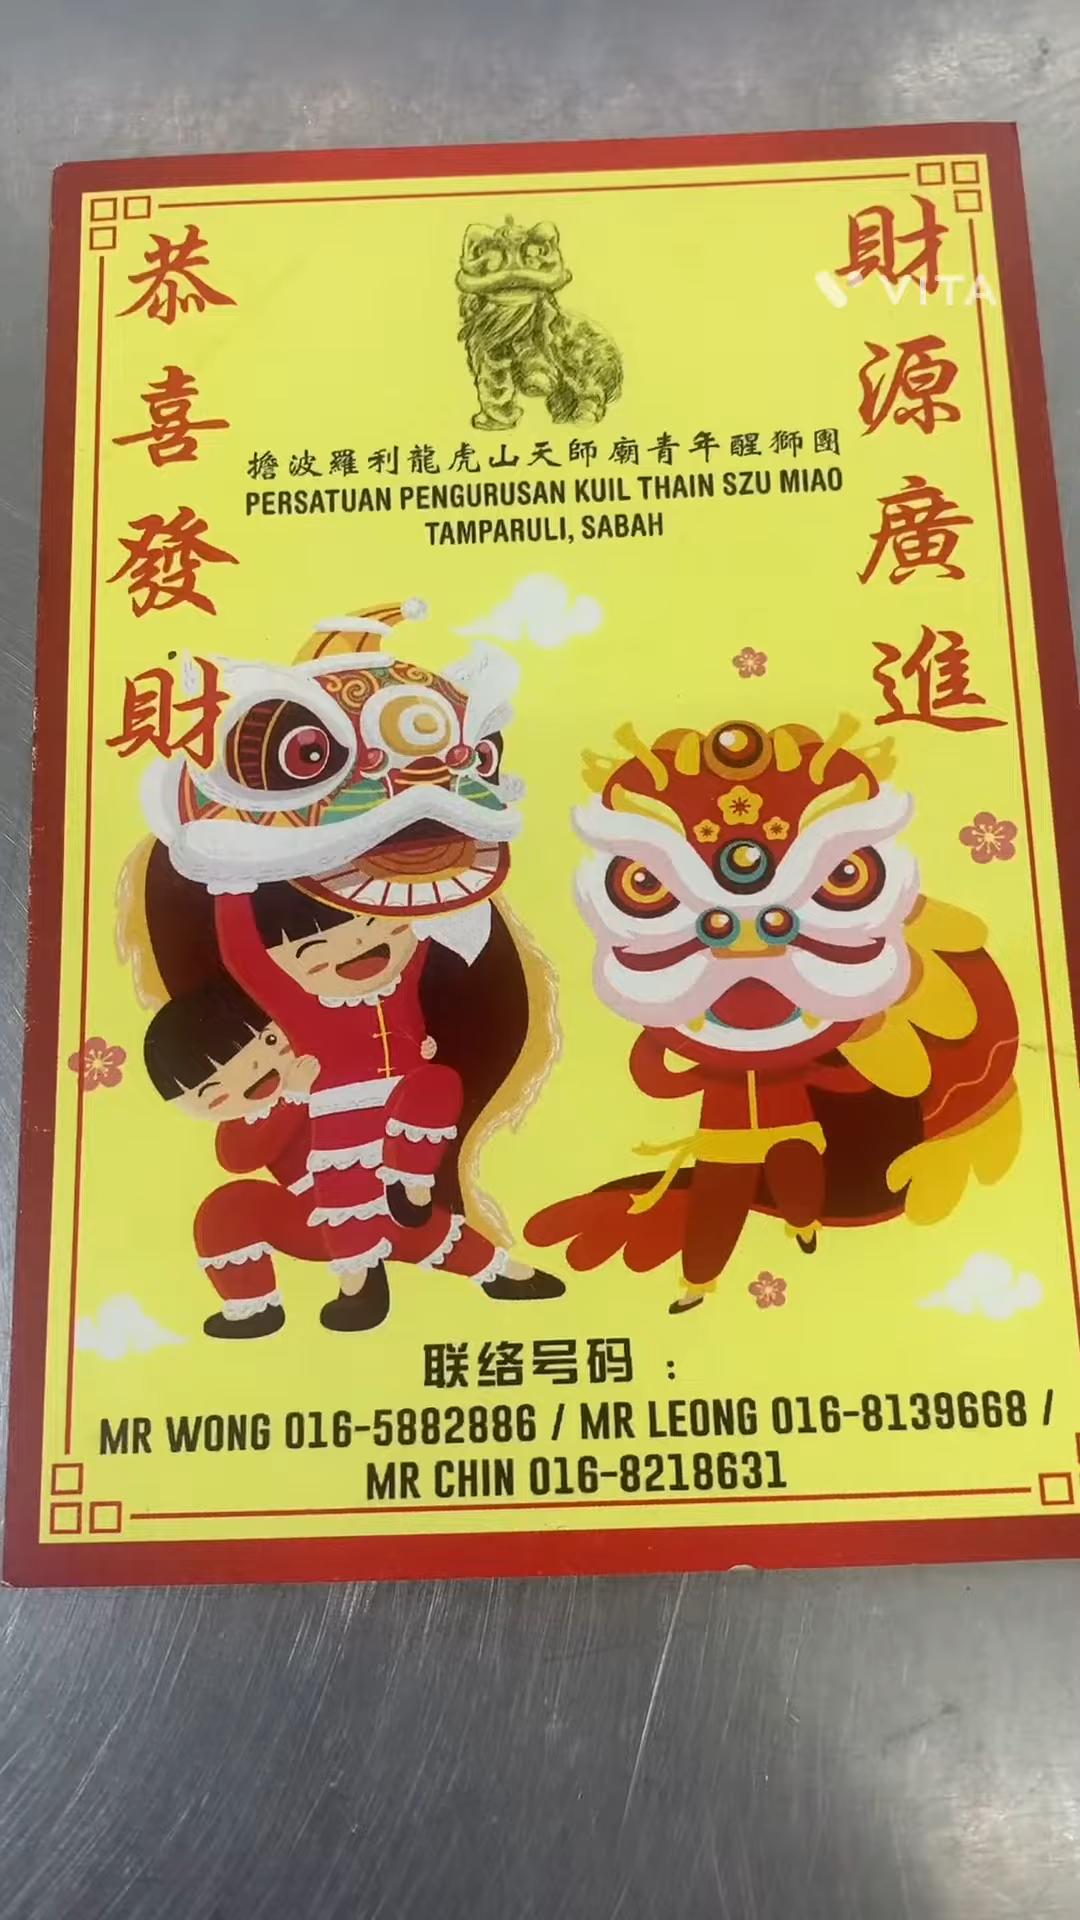 恭喜發財
財源廣進
VITA
擔波羅利龍虎山天師廟青年醒獅團
PERSATUAN PENGURUSAN KUIL THAIN SZU MIAO
TAMPARULI, SABAH
联络号码 :
MR WONG 016-5882886 / MR LEONG 016-8139668 /
MR CHIN 016-8218631